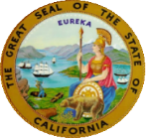 THE GREAT SEAL OF THE STATE OF CALIFORNIA
EUREKA